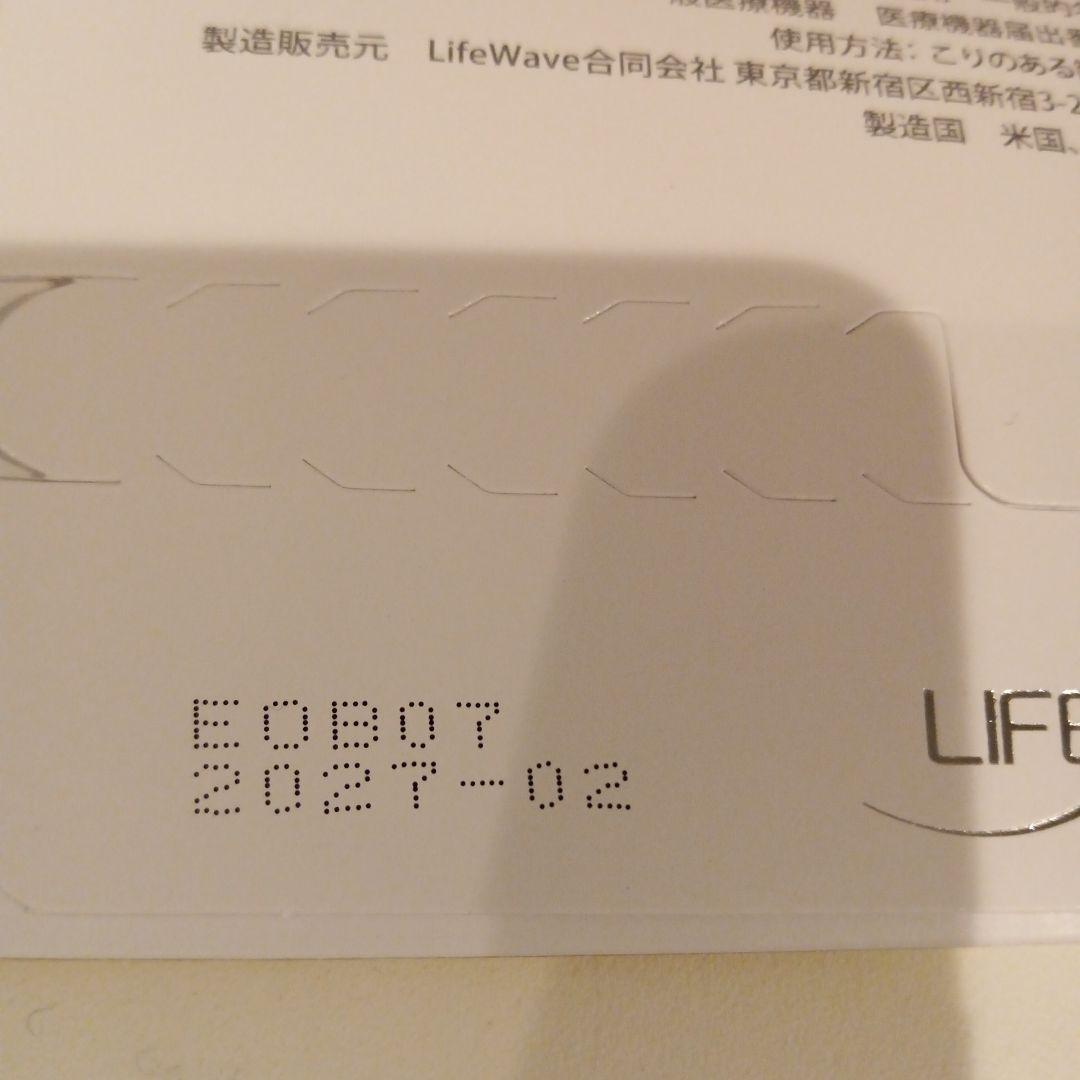 般医療機器 医療機器届出
使用方法: こりのある
製造販売元 LifeWave合同会社 東京都新宿区西新宿3-2
製造国 米国、
EOB07
2027-02
LIFE